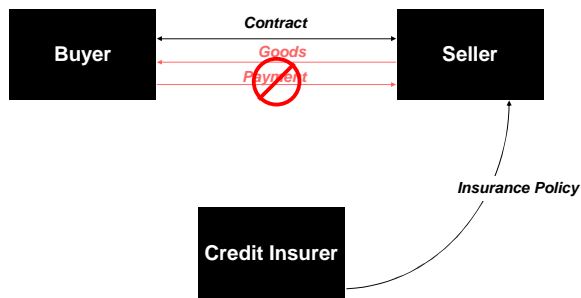 Contract
Buyer
Goods
Seller
Payment
Insurance Policy
Credit Insurer